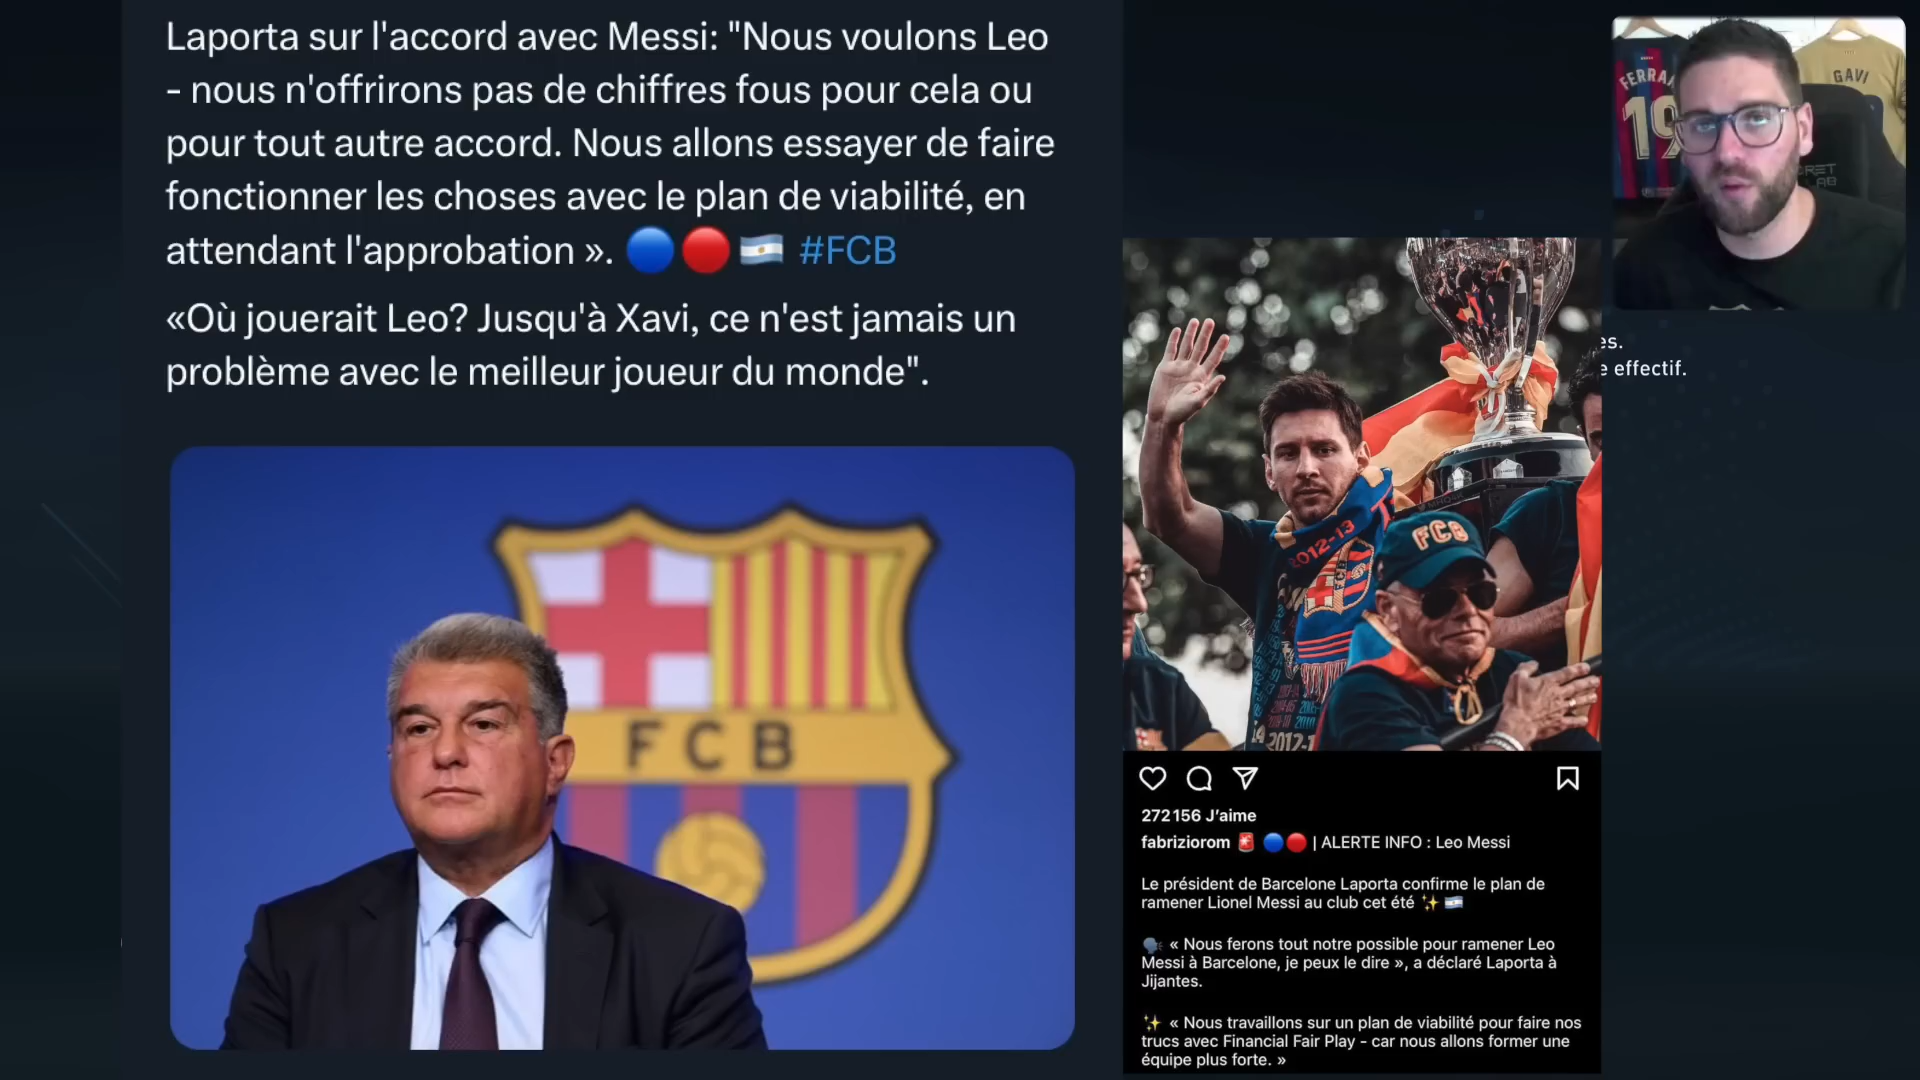 Laporta sur l'accord avec Messi: "Nous voulons Leo
- nous n'offrirons pas de chiffres fous pour cela ou
pour tout autre accord. Nous allons essayer de faire
fonctionner les choses avec le plan de viabilité, en
attendant l'approbation ». 🔵🔴🇦🇷 #FCB
«Où jouerait Leo? Jusqu'à Xavi, ce n'est jamais un
problème avec le meilleur joueur du monde".
FCB
FERRA
19
GAVI
es.
e effectif.
2012-13
FCB
2012-1
272 156 J'aime
fabriziorom 🚨 🔵🔴 | ALERTE INFO : Leo Messi
Le président de Barcelone Laporta confirme le plan de
ramener Lionel Messi au club cet été ✨ 🇦🇷
🗣️ « Nous ferons tout notre possible pour ramener Leo
Messi à Barcelone, je peux le dire », a déclaré Laporta à
Jijantes.
✨ « Nous travaillons sur un plan de viabilité pour faire nos
trucs avec Financial Fair Play - car nous allons former une
équipe plus forte. »